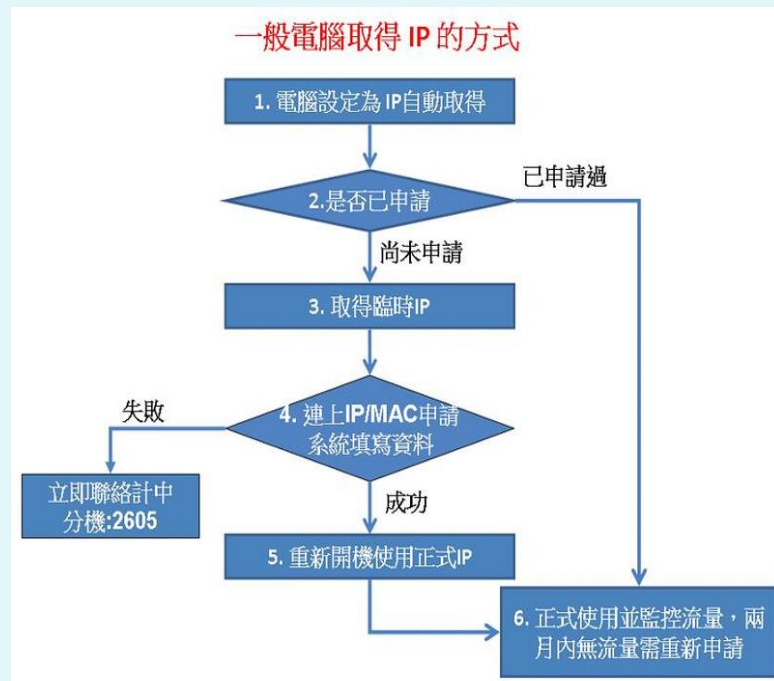 一般電腦取得 IP 的方式
1. 電腦設定為 IP自動取得
已申請過
2.是否已申請
尚未申請
3. 取得臨時IP
失敗
4. 連上IP/MAC申請
系統填寫資料
立即聯絡計中
分機:2605
成功
5. 重新開機使用正式IP
6. 正式使用並監控流量，兩
月內無流量需重新申請